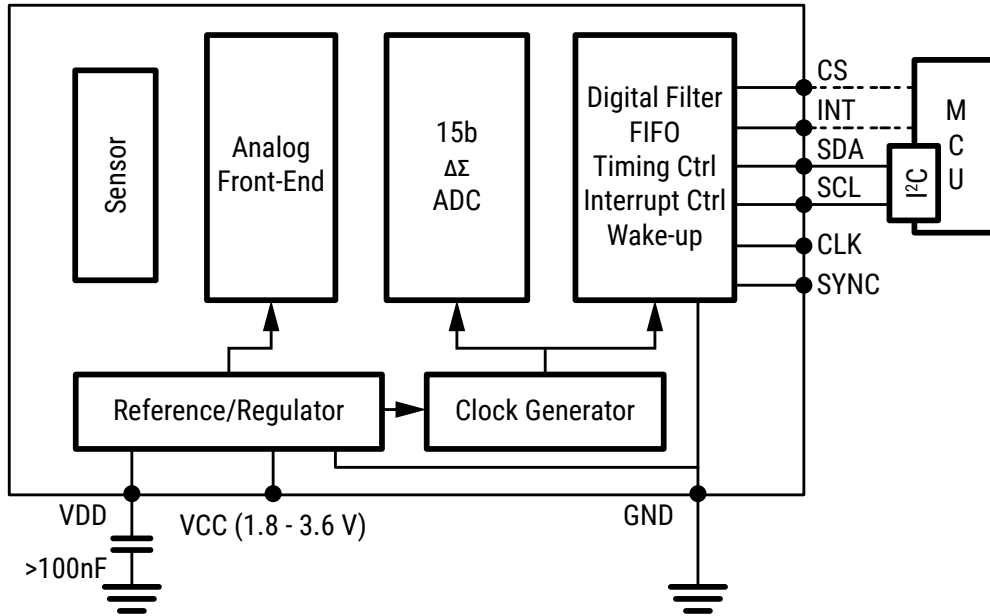 Sensor
Analog
Front-End
15b
ΔΣ
ADC
Digital Filter
FIFO
Timing Ctrl
Interrupt Ctrl
Wake-up
CS
INT
SDA
SCL
CLK
SYNC
I²C
M
C
U
Reference/Regulator
Clock Generator
VDD
VCC (1.8 - 3.6 V)
GND
>100nF